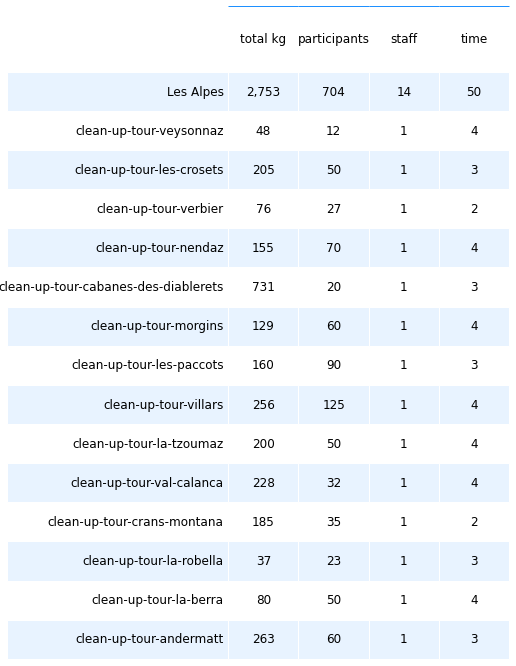 total kg participants staff time
Les Alpes 2,753 704 14 50
clean-up-tour-veysonnaz 48 12 1 4
clean-up-tour-les-crosets 205 50 1 3
clean-up-tour-verbier 76 27 1 2
clean-up-tour-nendaz 155 70 1 4
clean-up-tour-cabanes-des-diablerets 731 20 1 3
clean-up-tour-morgins 129 60 1 4
clean-up-tour-les-paccots 160 90 1 3
clean-up-tour-villars 256 125 1 4
clean-up-tour-la-tzoumaz 200 50 1 4
clean-up-tour-val-calanca 228 32 1 4
clean-up-tour-crans-montana 185 35 1 2
clean-up-tour-la-robella 37 23 1 3
clean-up-tour-la-berra 80 50 1 4
clean-up-tour-andermatt 263 60 1 3